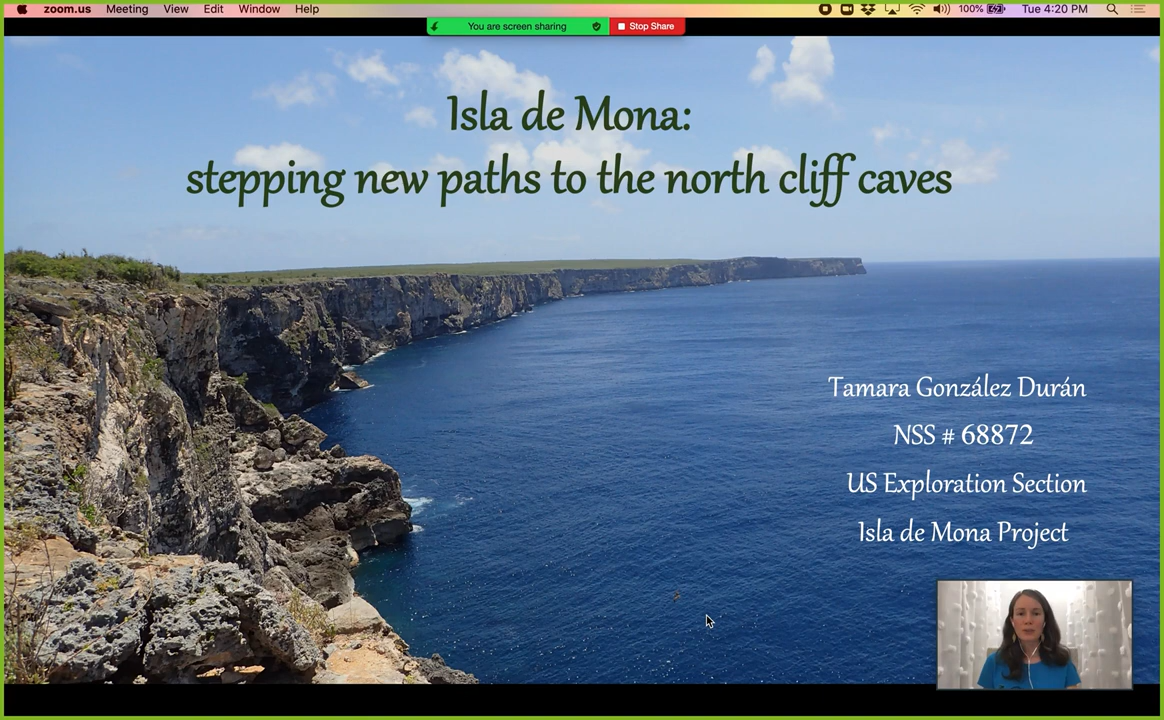 zoom.us Meeting View Edit Window Help 100% Tue 4:20 PM
You are screen sharing Stop Share
Isla de Mona:
stepping new paths to the north cliff caves
Tamara González Durán
NSS # 68872
US Exploration Section
Isla de Mona Project